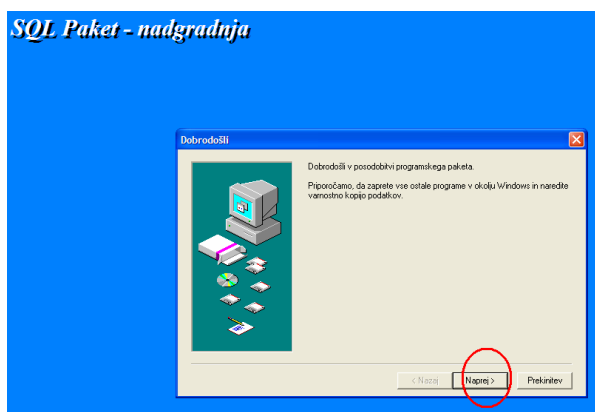 SQL Paket - nadgradnja
Dobrodošli
Dobrodošli v posodobitvi programskega paketa.
Priporočamo, da zaprete vse ostale programe v okolju Windows in naredite
varnostno kopijo podatkov.
< Nazaj Naprej > Prekinitev